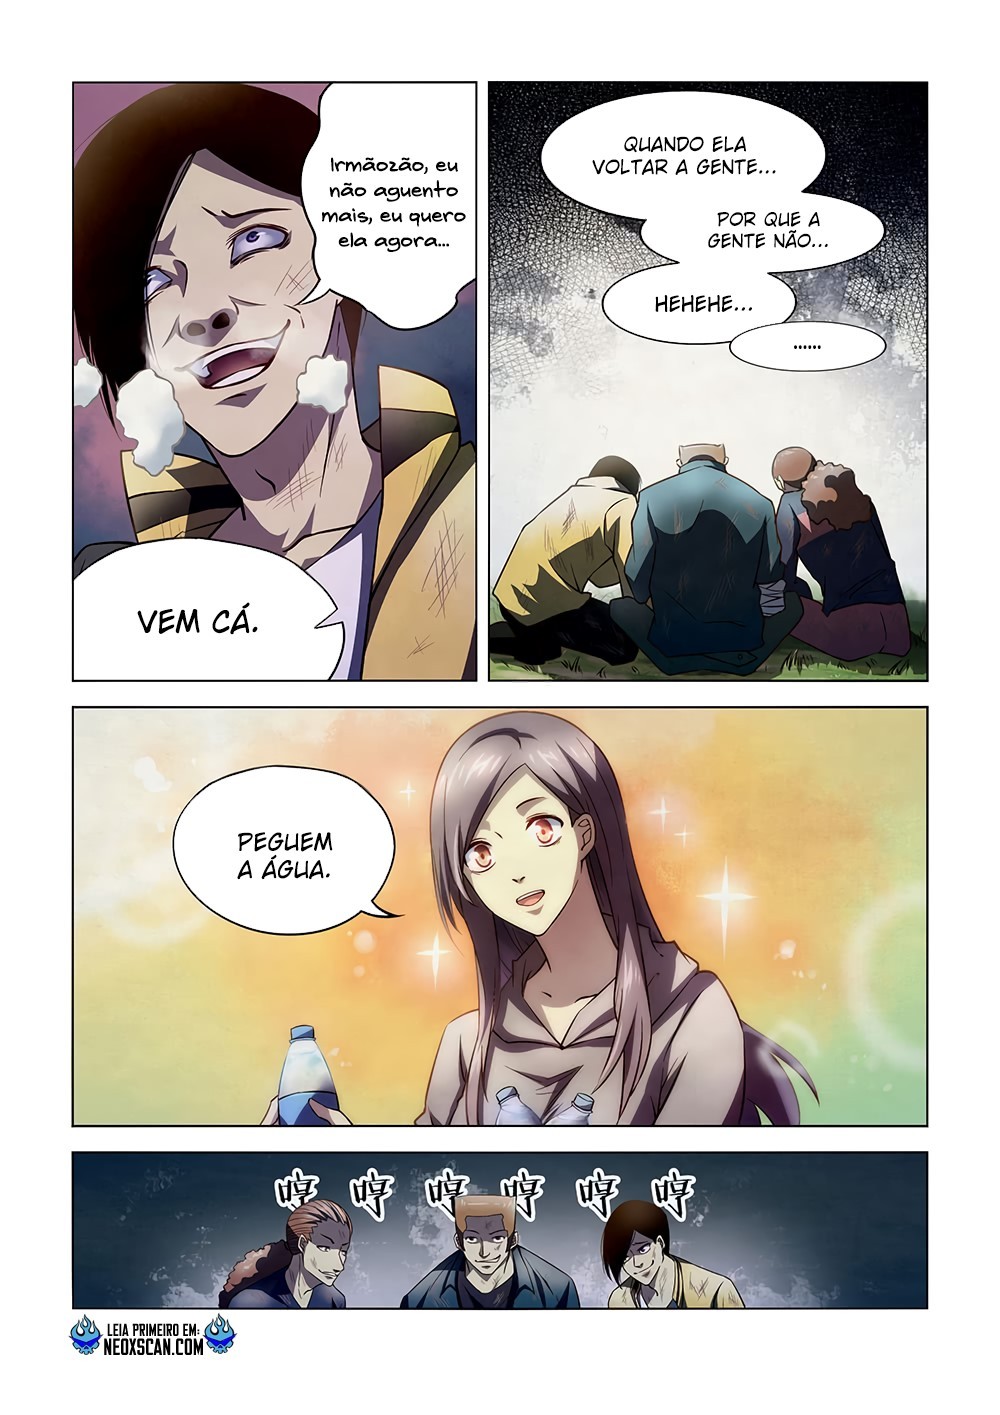 Irmãozão, eu
não aguento
mais, eu quero
ela agora...
VEM CÁ.
QUANDO ELA
VOLTAR A GENTE...
POR QUE A
GENTE NÃO...
HEHEHE...
......
PEGUEM
A ÁGUA.
哼 哼 哼 哼 哼 哼
LEIA PRIMEIRO EM:
NEOXSCAN.COM